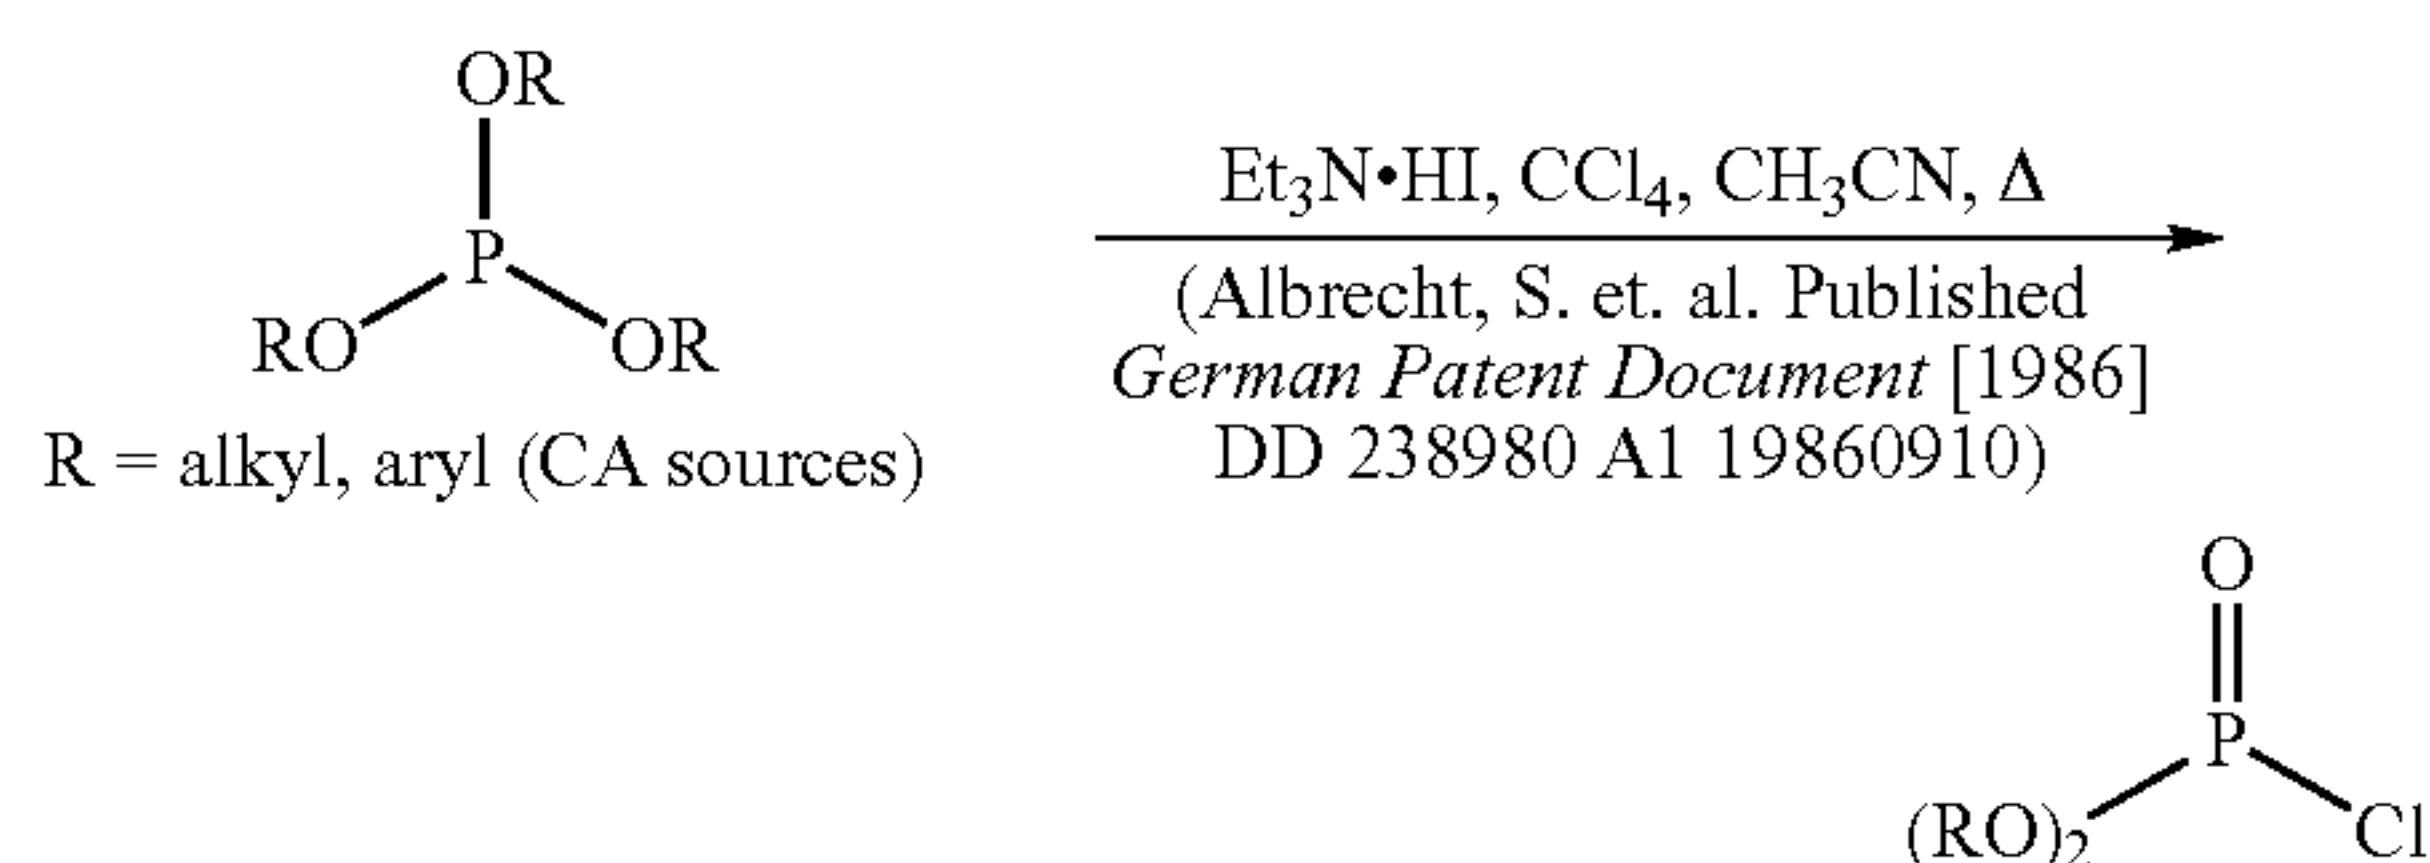 OR
P
RO OR
R = alkyl, aryl (CA sources)
Et₃N•HI, CCl₄, CH₃CN, Δ
(Albrecht, S. et. al. Published
German Patent Document [1986]
DD 238980 A1 19860910)
O
P
(RO)₂ Cl